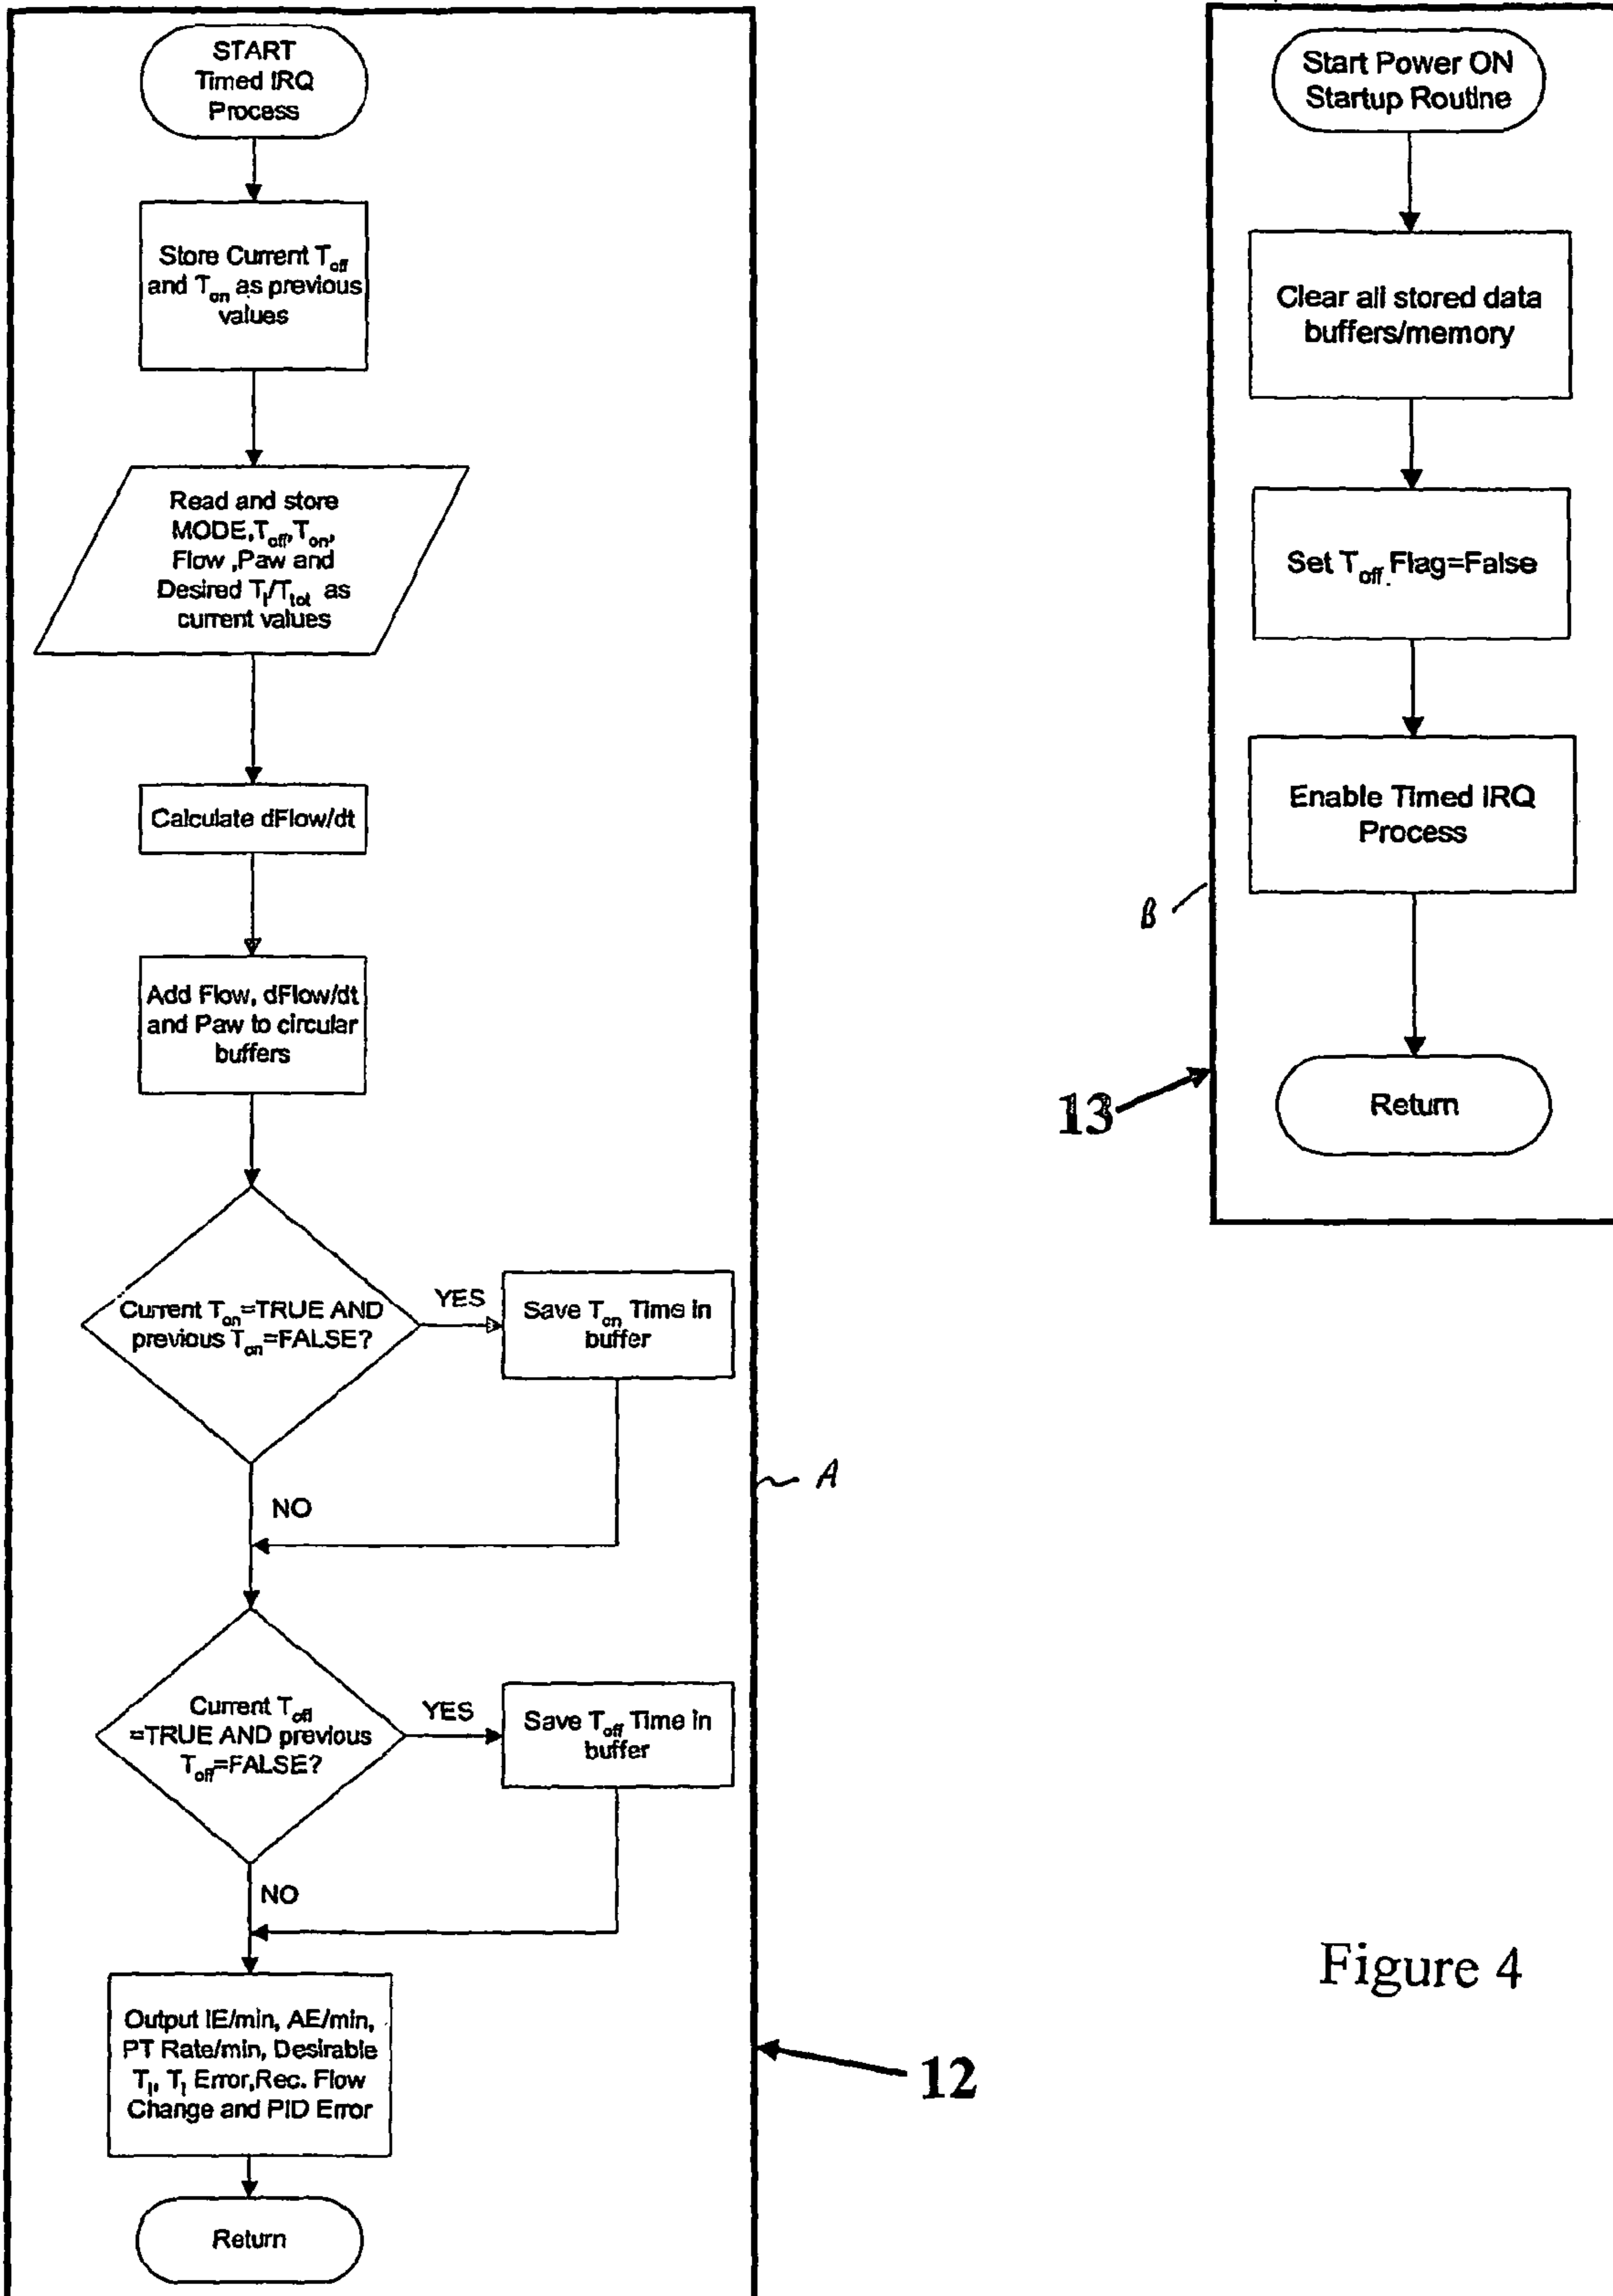 START
Timed IRQ
Process
Store Current Toff
and Ton as previous
values
Read and store
MODE,Toff,Ton,
Flow ,Paw and
Desired TI/Ttot as
current values
Calculate dFlow/dt
Add Flow, dFlow/dt
and Paw to circular
buffers
Current Ton=TRUE AND
previous Ton=FALSE?
YES
Save Ton Time in
buffer
NO
Current Toff
=TRUE AND previous
Toff=FALSE?
YES
Save Toff Time in
buffer
NO
Output IE/min, AE/min,
PT Rate/min, Desirable
TI, TI Error,Rec. Flow
Change and PID Error
Return
A
12
Start Power ON
Startup Routine
Clear all stored data
buffers/memory
Set Toff Flag=False
Enable Timed IRQ
Process
Return
B
13
Figure 4